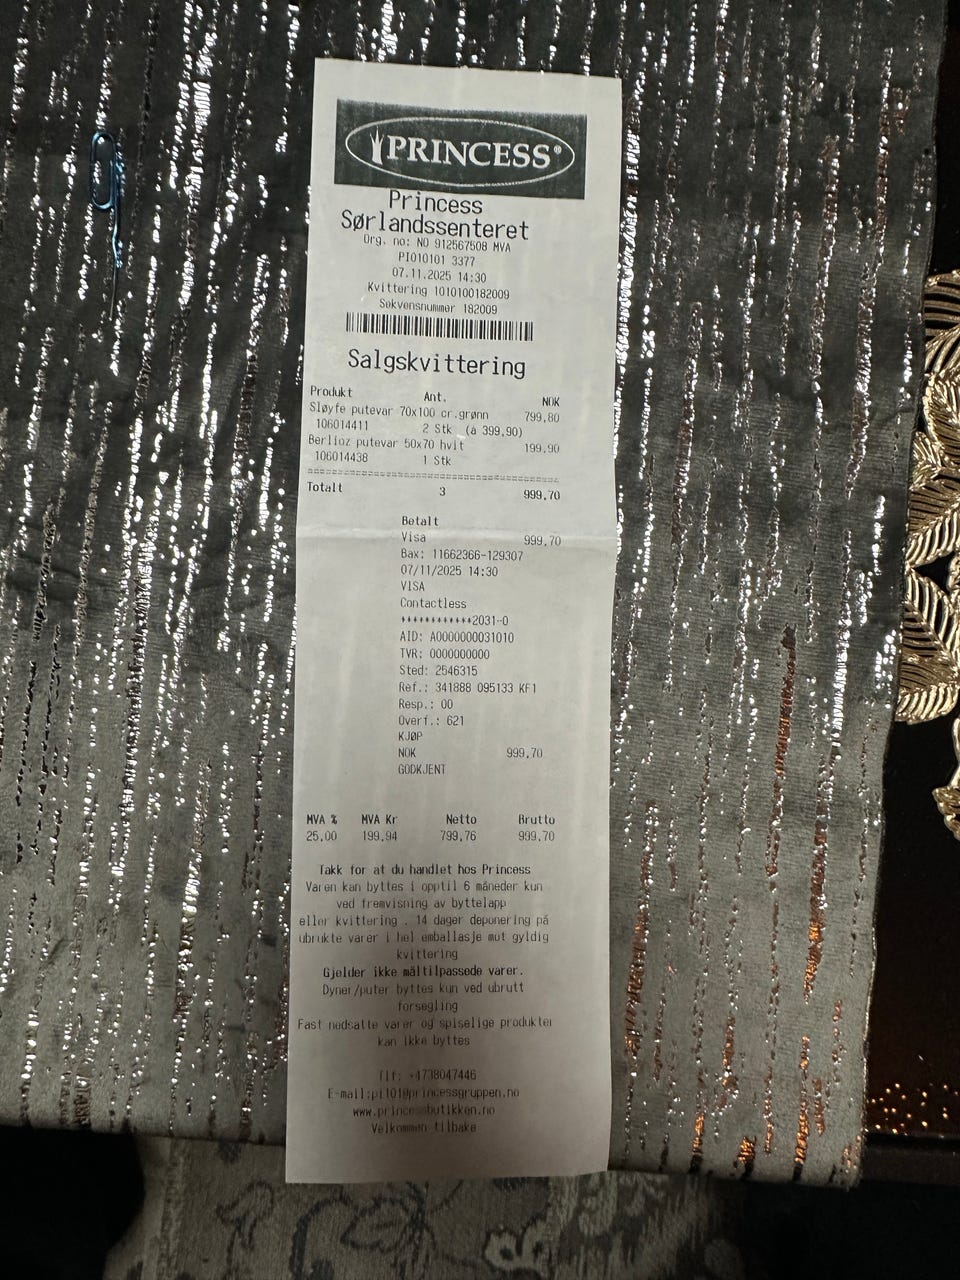 PRINCESS®
Princess
Sørlandssenteret
Org. no: NO 912567508 MVA
PI010101 3377
07.11.2025 14:30
Kvittering 1010100182009
Sekvensnummer 182009
Salgskvittering
Produkt Ant. NOK
Sløyfe putevar 70x100 cr.grønn 799,80
106014411 2 Stk (à 399,90)
Berlioz putevar 50x70 hvit 199,90
106014438 1 Stk
Totalt 3 999,70
Betalt
Visa 999,70
Bax: 11662366-129307
07/11/2025 14:30
VISA
Contactless
************2031-0
AID: A0000000031010
TVR: 0000000000
Sted: 2546315
Ref.: 341888 095133 KF1
Resp.: 00
Overf.: 621
KJØP
NOK 999,70
GODKJENT
MVA % MVA Kr Netto Brutto
25,00 199,94 799,76 999,70
Takk for at du handlet hos Princess
Varen kan byttes i opptil 6 måneder kun
ved fremvisning av byttelapp
eller kvittering . 14 dager deponering på
ubrukte varer i hel emballasje mot gyldig
kvittering
Gjelder ikke måltilpassede varer.
Dyner/puter byttes kun ved ubrutt
forsegling
Fast nedsatte varer og spiselige produkter
kan ikke byttes
Tlf: +4738047446
E-mail:pi101@princessgruppen.no
www.princessbutikken.no
Velkommen tilbake